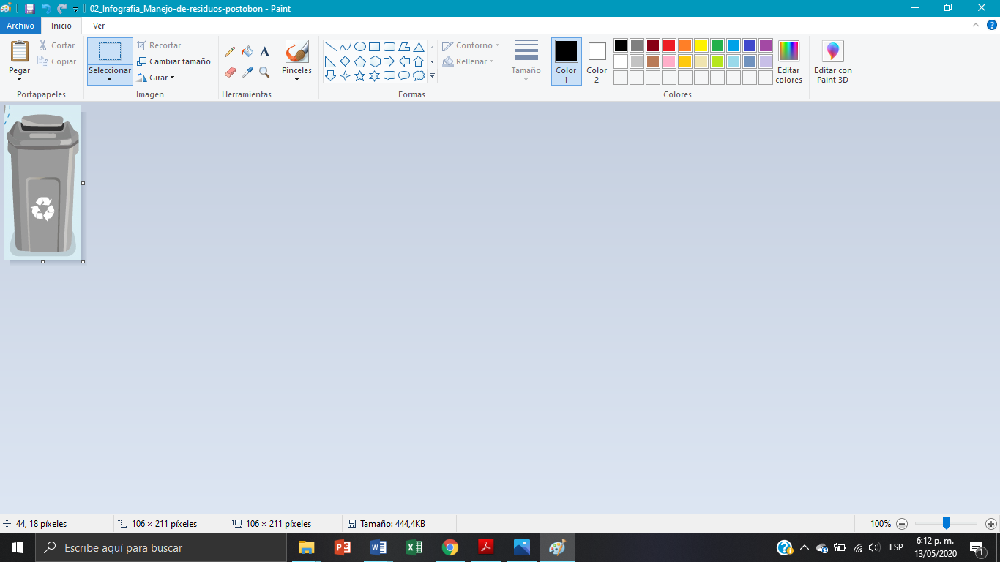 02_Infografia_Manejo-de-residuos-postobon - Paint
Archivo
Inicio
Ver
Pegar
Cortar
Copiar
Portapapeles
Seleccionar
Recortar
Cambiar tamaño
Girar
Imagen
A
Herramientas
Pinceles
Contorno
Rellenar
Formas
Tamaño
Color
1
Color
2
Editar
colores
Colores
Editar con
Paint 3D
44, 18 píxeles
106 × 211 píxeles
106 × 211 píxeles
Tamaño: 444,4KB
100%
Escribe aquí para buscar
ESP
6:12 p. m.
13/05/2020
1